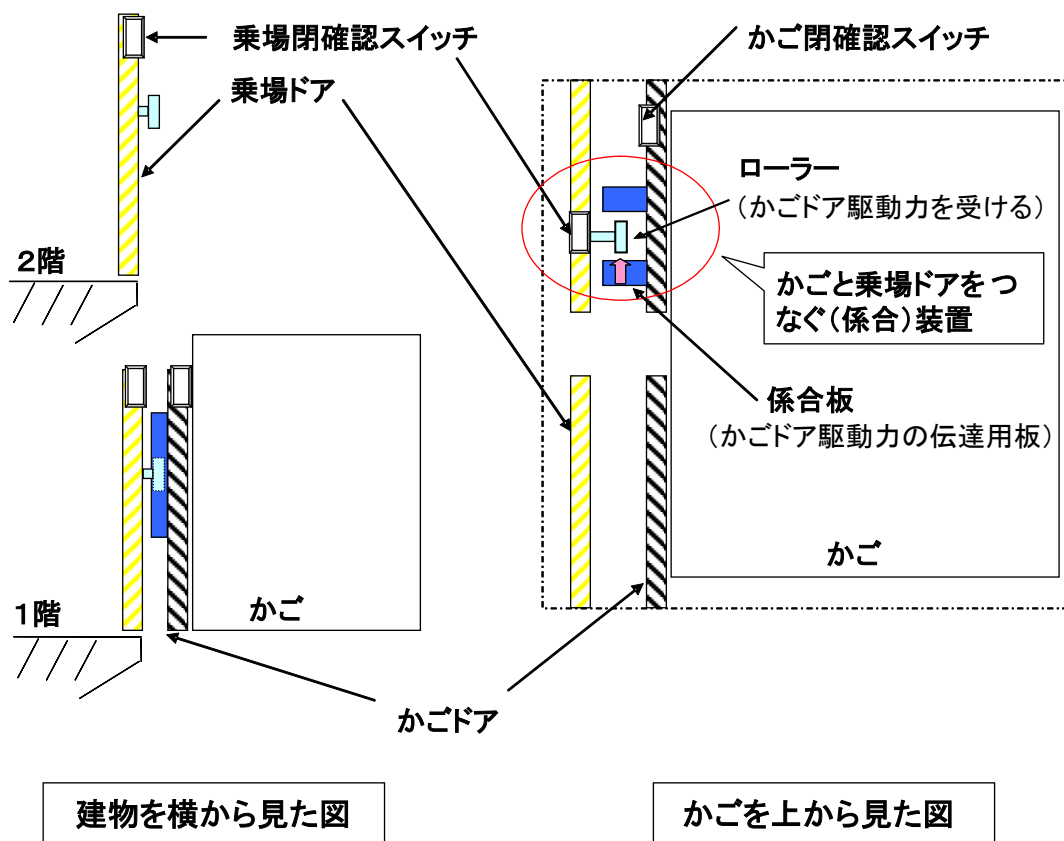 乗場閉確認スイッチ
かご閉確認スイッチ
乗場ドア
ローラー
(かごドア駆動力を受ける)
2階
かごと乗場ドアをつ
なぐ(係合)装置
係合板
(かごドア駆動力の伝達用板)
かご
1階
かご
かごドア
建物を横から見た図
かごを上から見た図